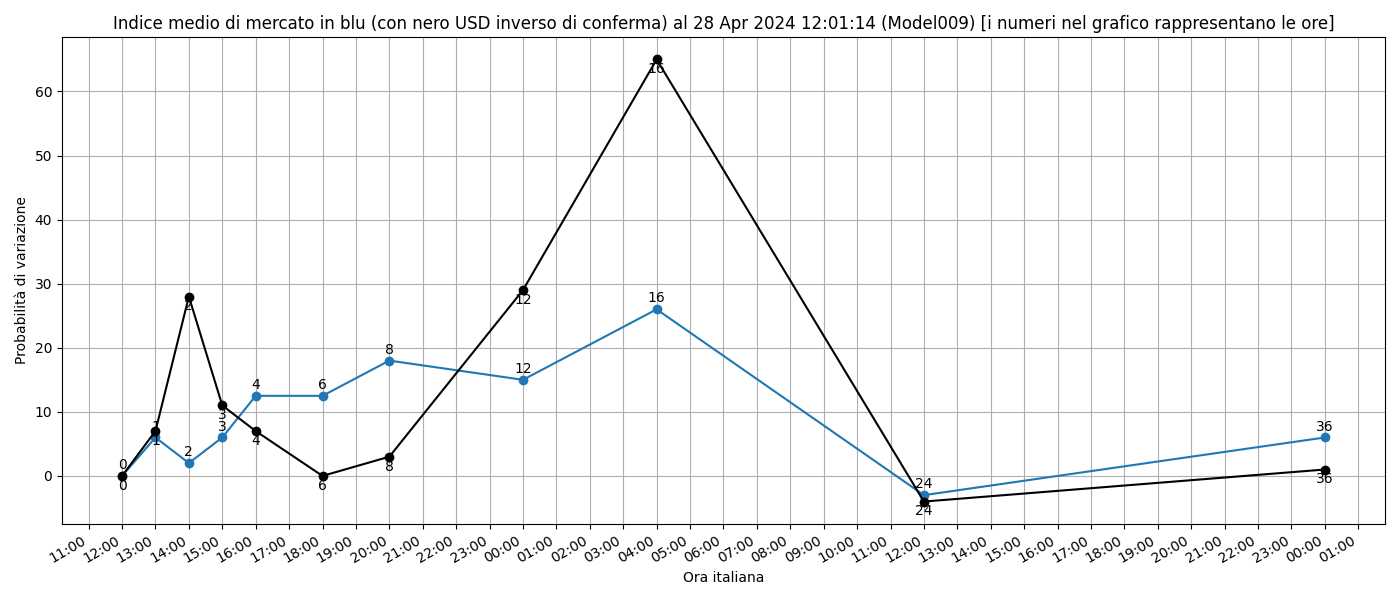 Indice medio di mercato in blu (con nero USD inverso di conferma) al 28 Apr 2024 12:01:14 (Model009) [i numeri nel grafico rappresentano le ore]
Probabilità di variazione
60
50
40
30
20
10
0
0 1 2 3 4 6 8 12 16 24 36
0 1 2 3 4 6 8 12 16 24 36
11:00 12:00 13:00 14:00 15:00 16:00 17:00 18:00 19:00 20:00 21:00 22:00 23:00 00:00 01:00 02:00 03:00 04:00 05:00 06:00 07:00 08:00 09:00 10:00 11:00 12:00 13:00 14:00 15:00 16:00 17:00 18:00 19:00 20:00 21:00 22:00 23:00 00:00 01:00
Ora italiana